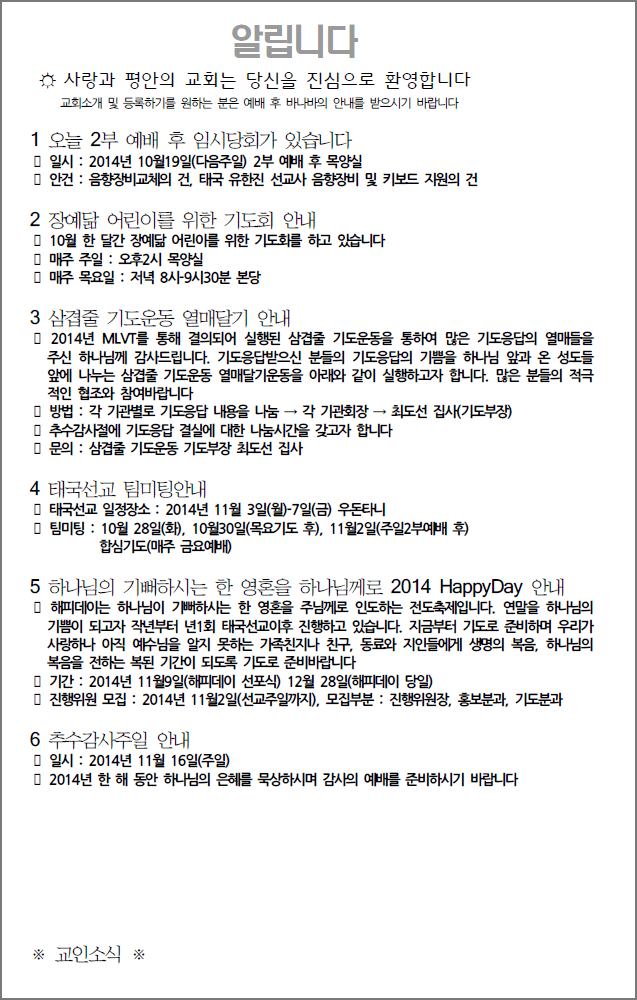 알립니다
☼ 사랑과 평안의 교회는 당신을 진심으로 환영합니다
교회소개 및 등록하기를 원하는 분은 예배 후 바나바의 안내를 받으시기 바랍니다
1 오늘 2부 예배 후 임시당회가 있습니다
▯ 일시 : 2014년 10월19일(다음주일) 2부 예배 후 목양실
▯ 안건 : 음향장비교체의 건, 태국 유한진 선교사 음향장비 및 키보드 지원의 건
2 장예닮 어린이를 위한 기도회 안내
▯ 10월 한 달간 장예닮 어린이를 위한 기도회를 하고 있습니다
▯ 매주 주일 : 오후2시 목양실
▯ 매주 목요일 : 저녁 8시-9시30분 본당
3 삼겹줄 기도운동 열매달기 안내
▯ 2014년 MLVT를 통해 결의되어 실행된 삼겹줄 기도운동을 통하여 많은 기도응답의 열매들을
주신 하나님께 감사드립니다. 기도응답받으신 분들의 기도응답의 기쁨을 하나님 앞과 온 성도들
앞에 나누는 삼겹줄 기도운동 열매달기운동을 아래와 같이 실행하고자 합니다. 많은 분들의 적극
적인 협조와 참여바랍니다
▯ 방법 : 각 기관별로 기도응답 내용을 나눔 → 각 기관회장 → 최도선 집사(기도부장)
▯ 추수감사절에 기도응답 결실에 대한 나눔시간을 갖고자 합니다
▯ 문의 : 삼겹줄 기도운동 기도부장 최도선 집사
4 태국선교 팀미팅안내
▯ 태국선교 일정장소 : 2014년 11월 3일(월)-7일(금) 우돈타니
▯ 팀미팅 : 10월 28일(화), 10월30일(목요기도 후), 11월2일(주일2부예배 후)
합심기도(매주 금요예배)
5 하나님의 기뻐하시는 한 영혼을 하나님께로 2014 HappyDay 안내
▯ 해피데이는 하나님이 기뻐하시는 한 영혼을 주님께로 인도하는 전도축제입니다. 연말을 하나님의
기쁨이 되고자 작년부터 년1회 태국선교이후 진행하고 있습니다. 지금부터 기도로 준비하며 우리가
사랑하나 아직 예수님을 알지 못하는 가족친지나 친구, 동료와 지인들에게 생명의 복음, 하나님의
복음을 전하는 복된 기간이 되도록 기도로 준비바랍니다
▯ 기간 : 2014년 11월9일(해피데이 선포식) 12월 28일(해피데이 당일)
▯ 진행위원 모집 : 2014년 11월2일(선교주일까지), 모집부분 : 진행위원장, 홍보분과, 기도분과
6 추수감사주일 안내
▯ 일시 : 2014년 11월 16일(주일)
▯ 2014년 한 해 동안 하나님의 은혜를 묵상하시며 감사의 예배를 준비하시기 바랍니다
※ 교인소식 ※